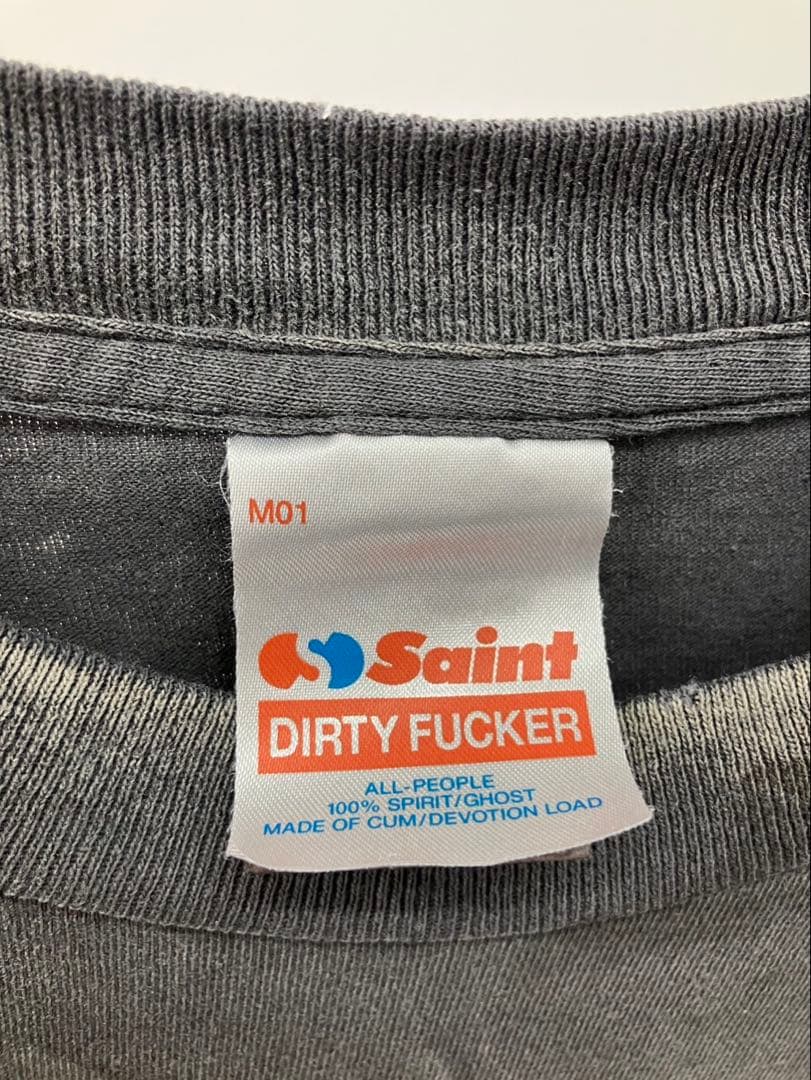 M01
Saint
DIRTY FUCKER
ALL-PEOPLE
100% SPIRIT/GHOST
MADE OF CUM/DEVOTION LOAD